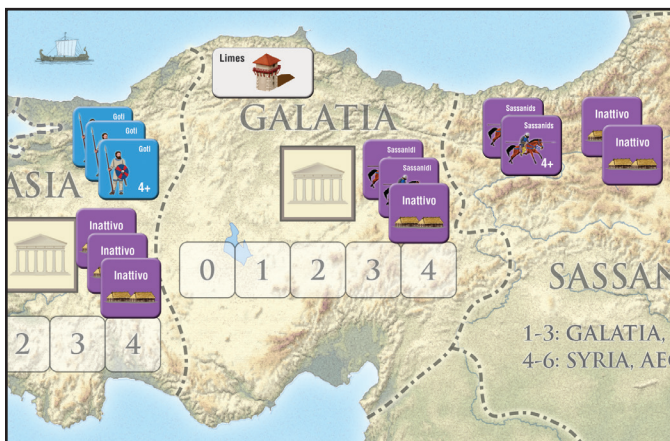 Limes
GALATIA
Goti
Goti
Goti
4+
Sassanids
Sassanids
4+
Inattivo
Inattivo
Sassanidi
Sassanidi
Inattivo
ASIA
Inattivo
Inattivo
Inattivo
0 1 2 3 4
2 3 4
SASSAN
1-3: GALATIA,
4-6: SYRIA, AE